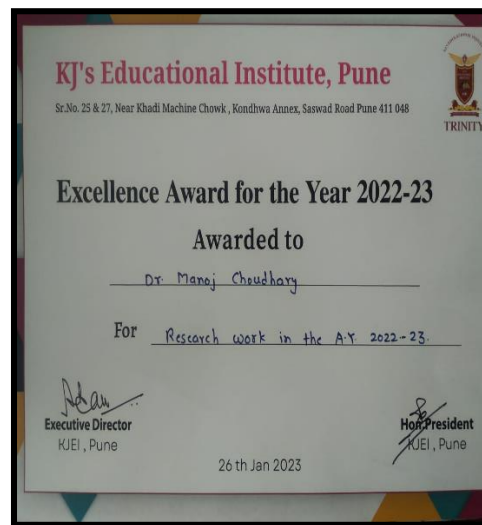 KJ's Educational Institute, Pune
Sr.No. 25 & 27, Near Khadi Machine Chowk , Kondhwa Annex, Saswad Road Pune 411 048
TRINITY
Excellence Award for the Year 2022-23
Awarded to
Dr. Manoj Choudhary
For Research work in the A.Y. 2022-23.
Executive Director
KJEI , Pune
Hon.President
KJEI , Pune
26 th Jan 2023